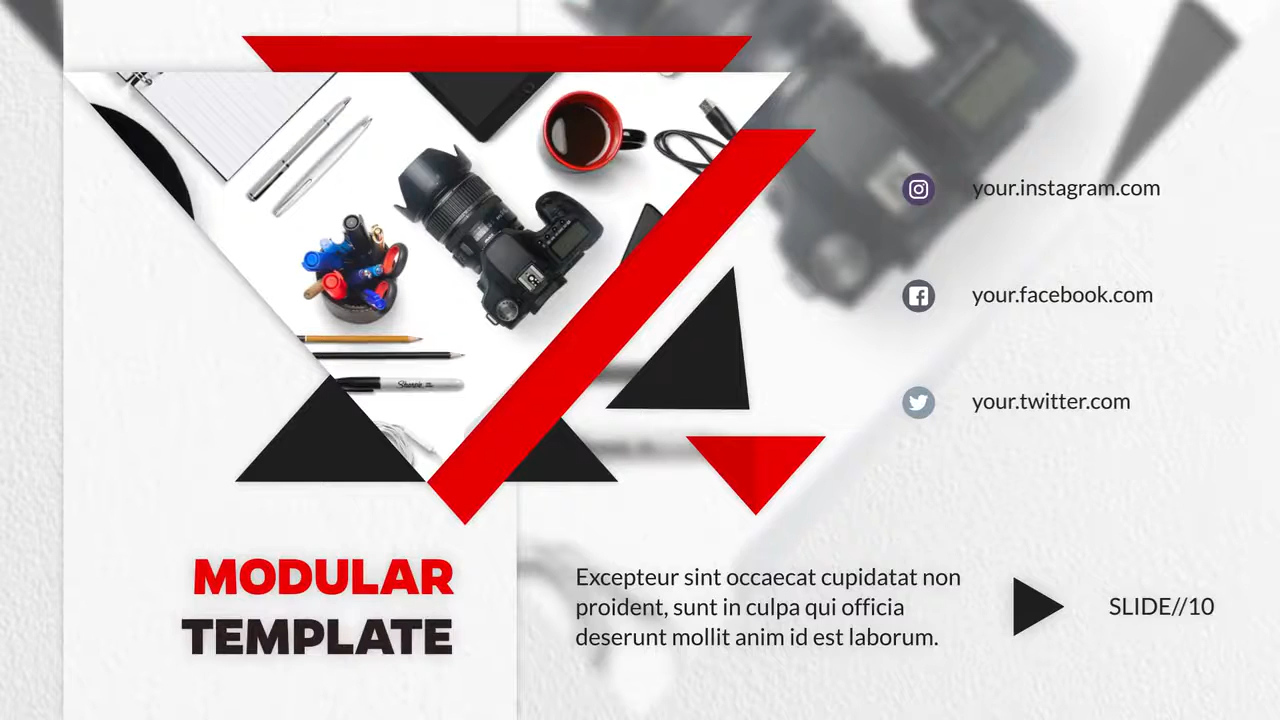 Sharpie
your.instagram.com
your.facebook.com
your.twitter.com
MODULAR
TEMPLATE
Excepteur sint occaecat cupidatat non
proident, sunt in culpa qui officia
deserunt mollit anim id est laborum.
SLIDE//10